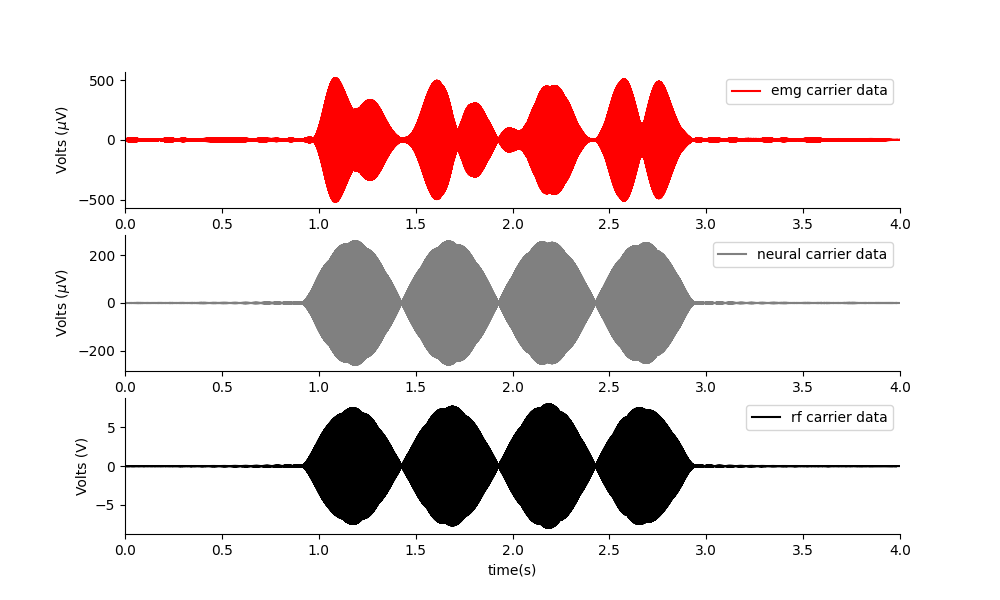 500
0
−500
Volts (µV)
emg carrier data
0.0 0.5 1.0 1.5 2.0 2.5 3.0 3.5 4.0
200
0
−200
Volts (µV)
neural carrier data
0.0 0.5 1.0 1.5 2.0 2.5 3.0 3.5 4.0
5
0
−5
Volts (V)
rf carrier data
0.0 0.5 1.0 1.5 2.0 2.5 3.0 3.5 4.0
time(s)